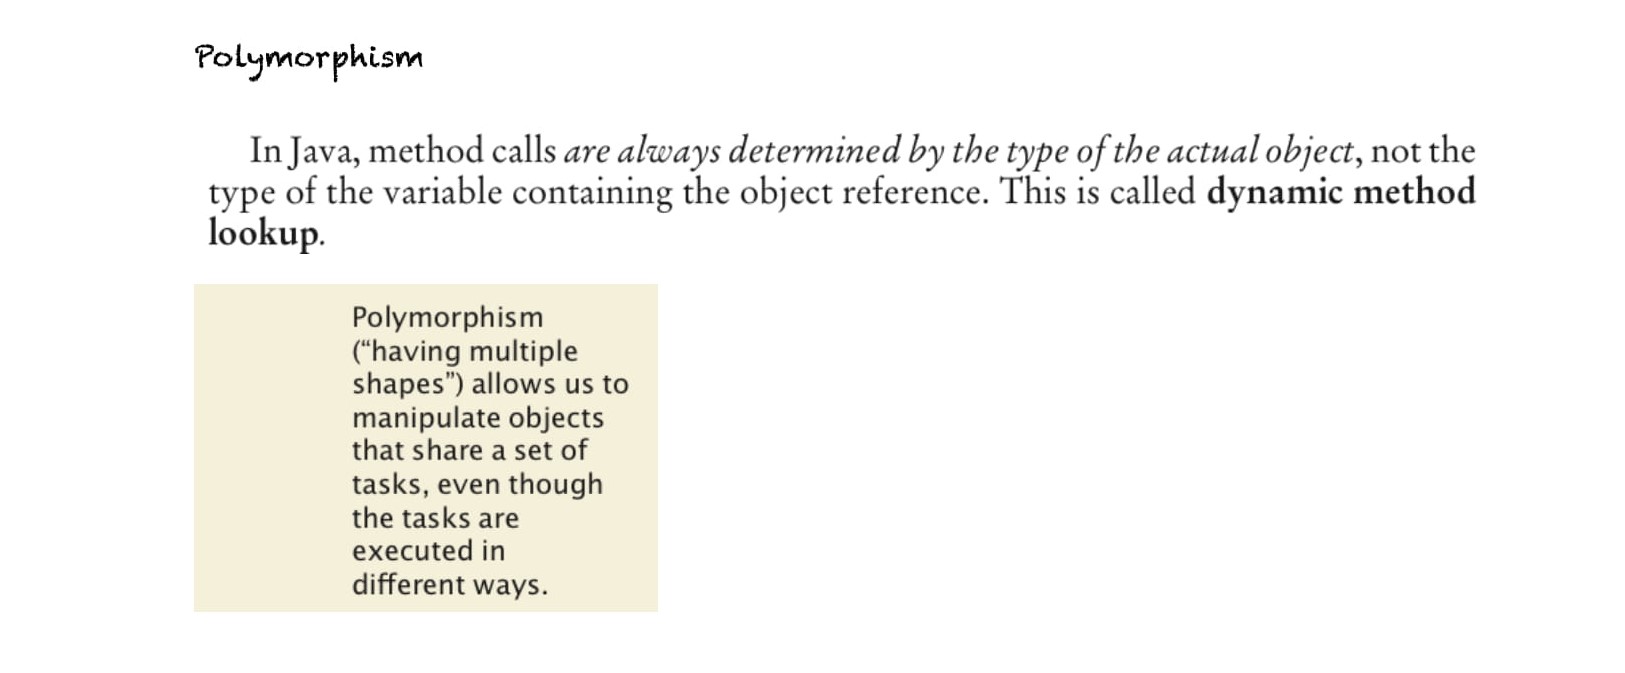 Polymorphism
In Java, method calls are always determined by the type of the actual object, not the
type of the variable containing the object reference. This is called dynamic method
lookup.
Polymorphism
(“having multiple
shapes”) allows us to
manipulate objects
that share a set of
tasks, even though
the tasks are
executed in
different ways.